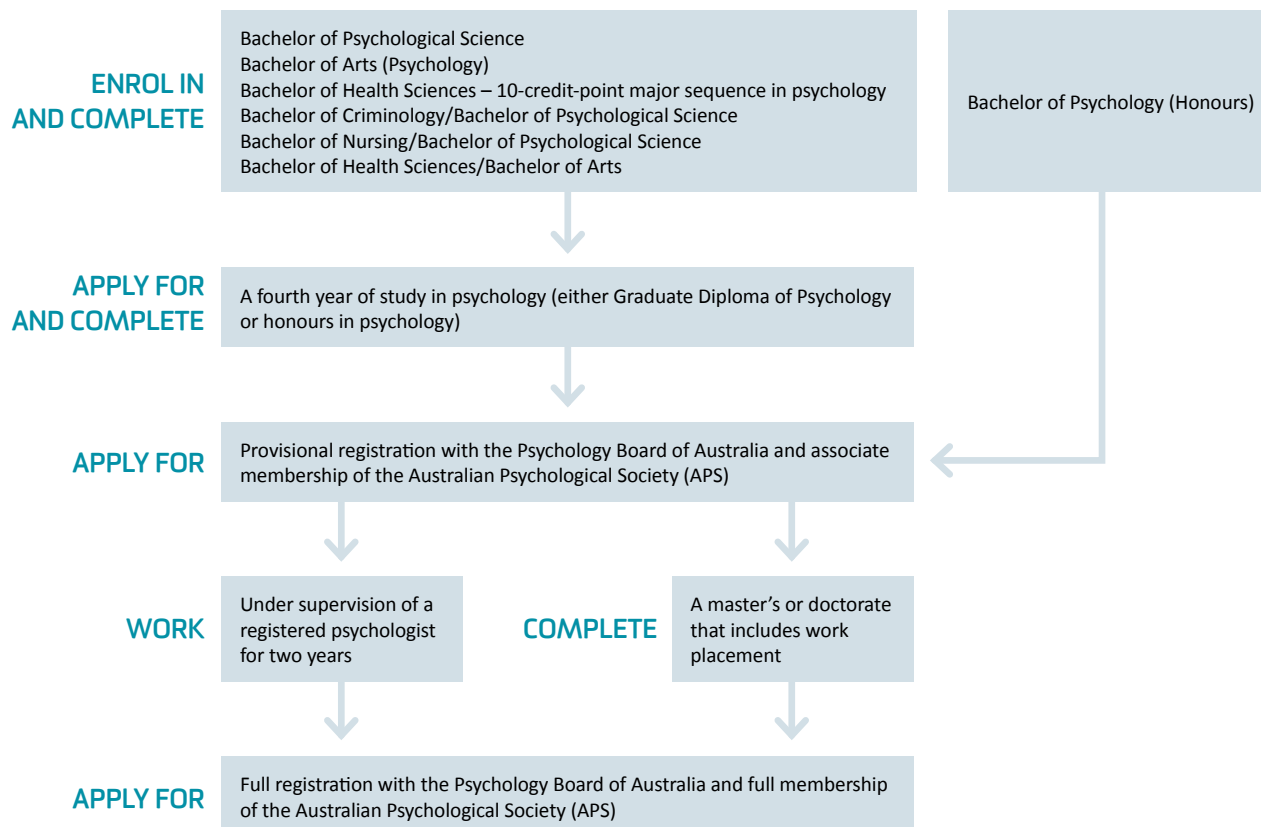 ENROL IN
AND COMPLETE
Bachelor of Psychological Science
Bachelor of Arts (Psychology)
Bachelor of Health Sciences – 10-credit-point major sequence in psychology
Bachelor of Criminology/Bachelor of Psychological Science
Bachelor of Nursing/Bachelor of Psychological Science
Bachelor of Health Sciences/Bachelor of Arts
Bachelor of Psychology (Honours)
APPLY FOR
AND COMPLETE
A fourth year of study in psychology (either Graduate Diploma of Psychology
or honours in psychology)
APPLY FOR
Provisional registration with the Psychology Board of Australia and associate
membership of the Australian Psychological Society (APS)
WORK
Under supervision of a
registered psychologist
for two years
COMPLETE
A master’s or doctorate
that includes work
placement
APPLY FOR
Full registration with the Psychology Board of Australia and full membership
of the Australian Psychological Society (APS)